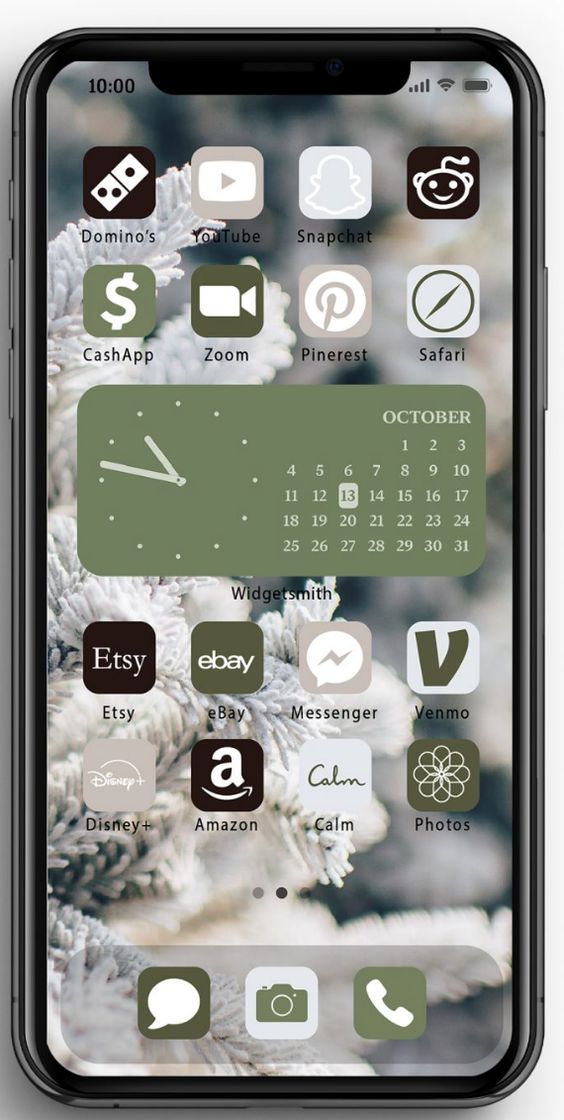 10:00
Domino's YouTube Snapchat
CashApp Zoom Pinerest Safari
OCTOBER
1 2 3
4 5 6 7 8 9 10
11 12 13 14 15 16 17
18 19 20 21 22 23 24
25 26 27 28 29 30 31
Widgetsmith
Etsy ebay
Etsy eBay Messenger Venmo
Disney+ a Calm
Disney+ Amazon Calm Photos